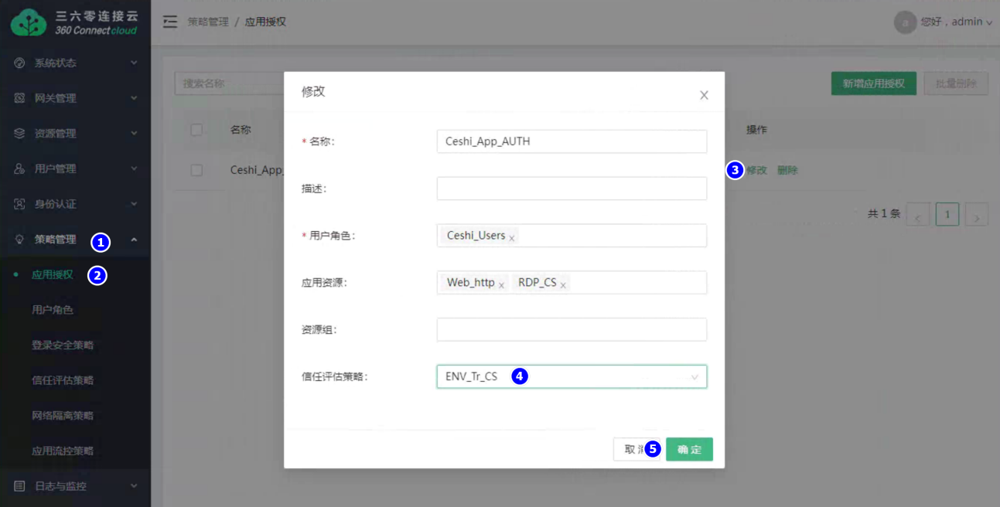 三六零连接云
360 Connect cloud
策略管理 / 应用授权
a 您好，admin
系统状态
网关管理
资源管理
用户管理
身份认证
策略管理 1
应用授权 2
用户角色
登录安全策略
信任评估策略
网络隔离策略
应用流控策略
日志与监控
搜索名称
新增应用授权 批量删除
名称 操作
Ceshi_App_ 3 修改 删除
共 1 条 < 1 >
修改 X
* 名称: Ceshi_App_AUTH
描述:
* 用户角色: Ceshi_Users x
应用资源: Web_http x RDP_CS x
资源组:
信任评估策略: ENV_Tr_CS 4
取 5 确定